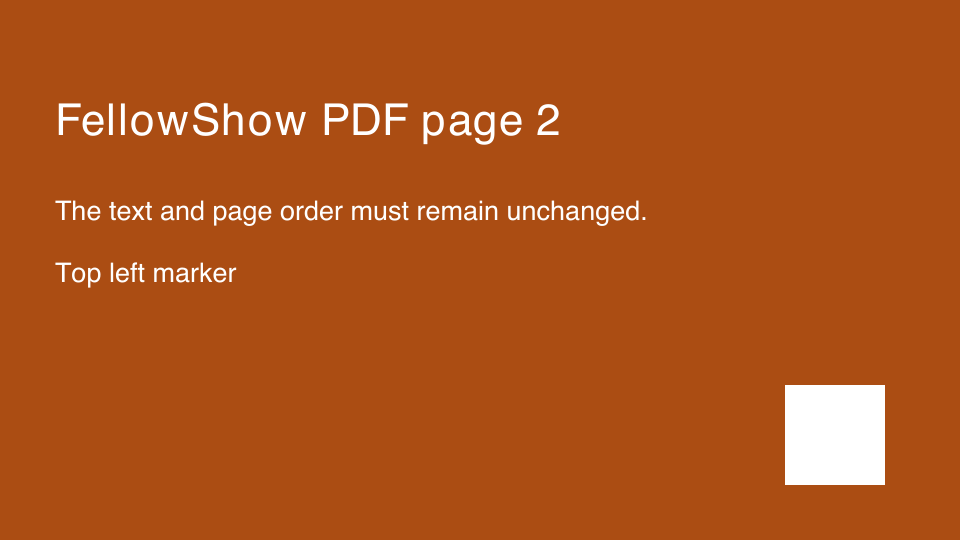 FellowShow PDF page 2
The text and page order must remain unchanged.
Top left marker